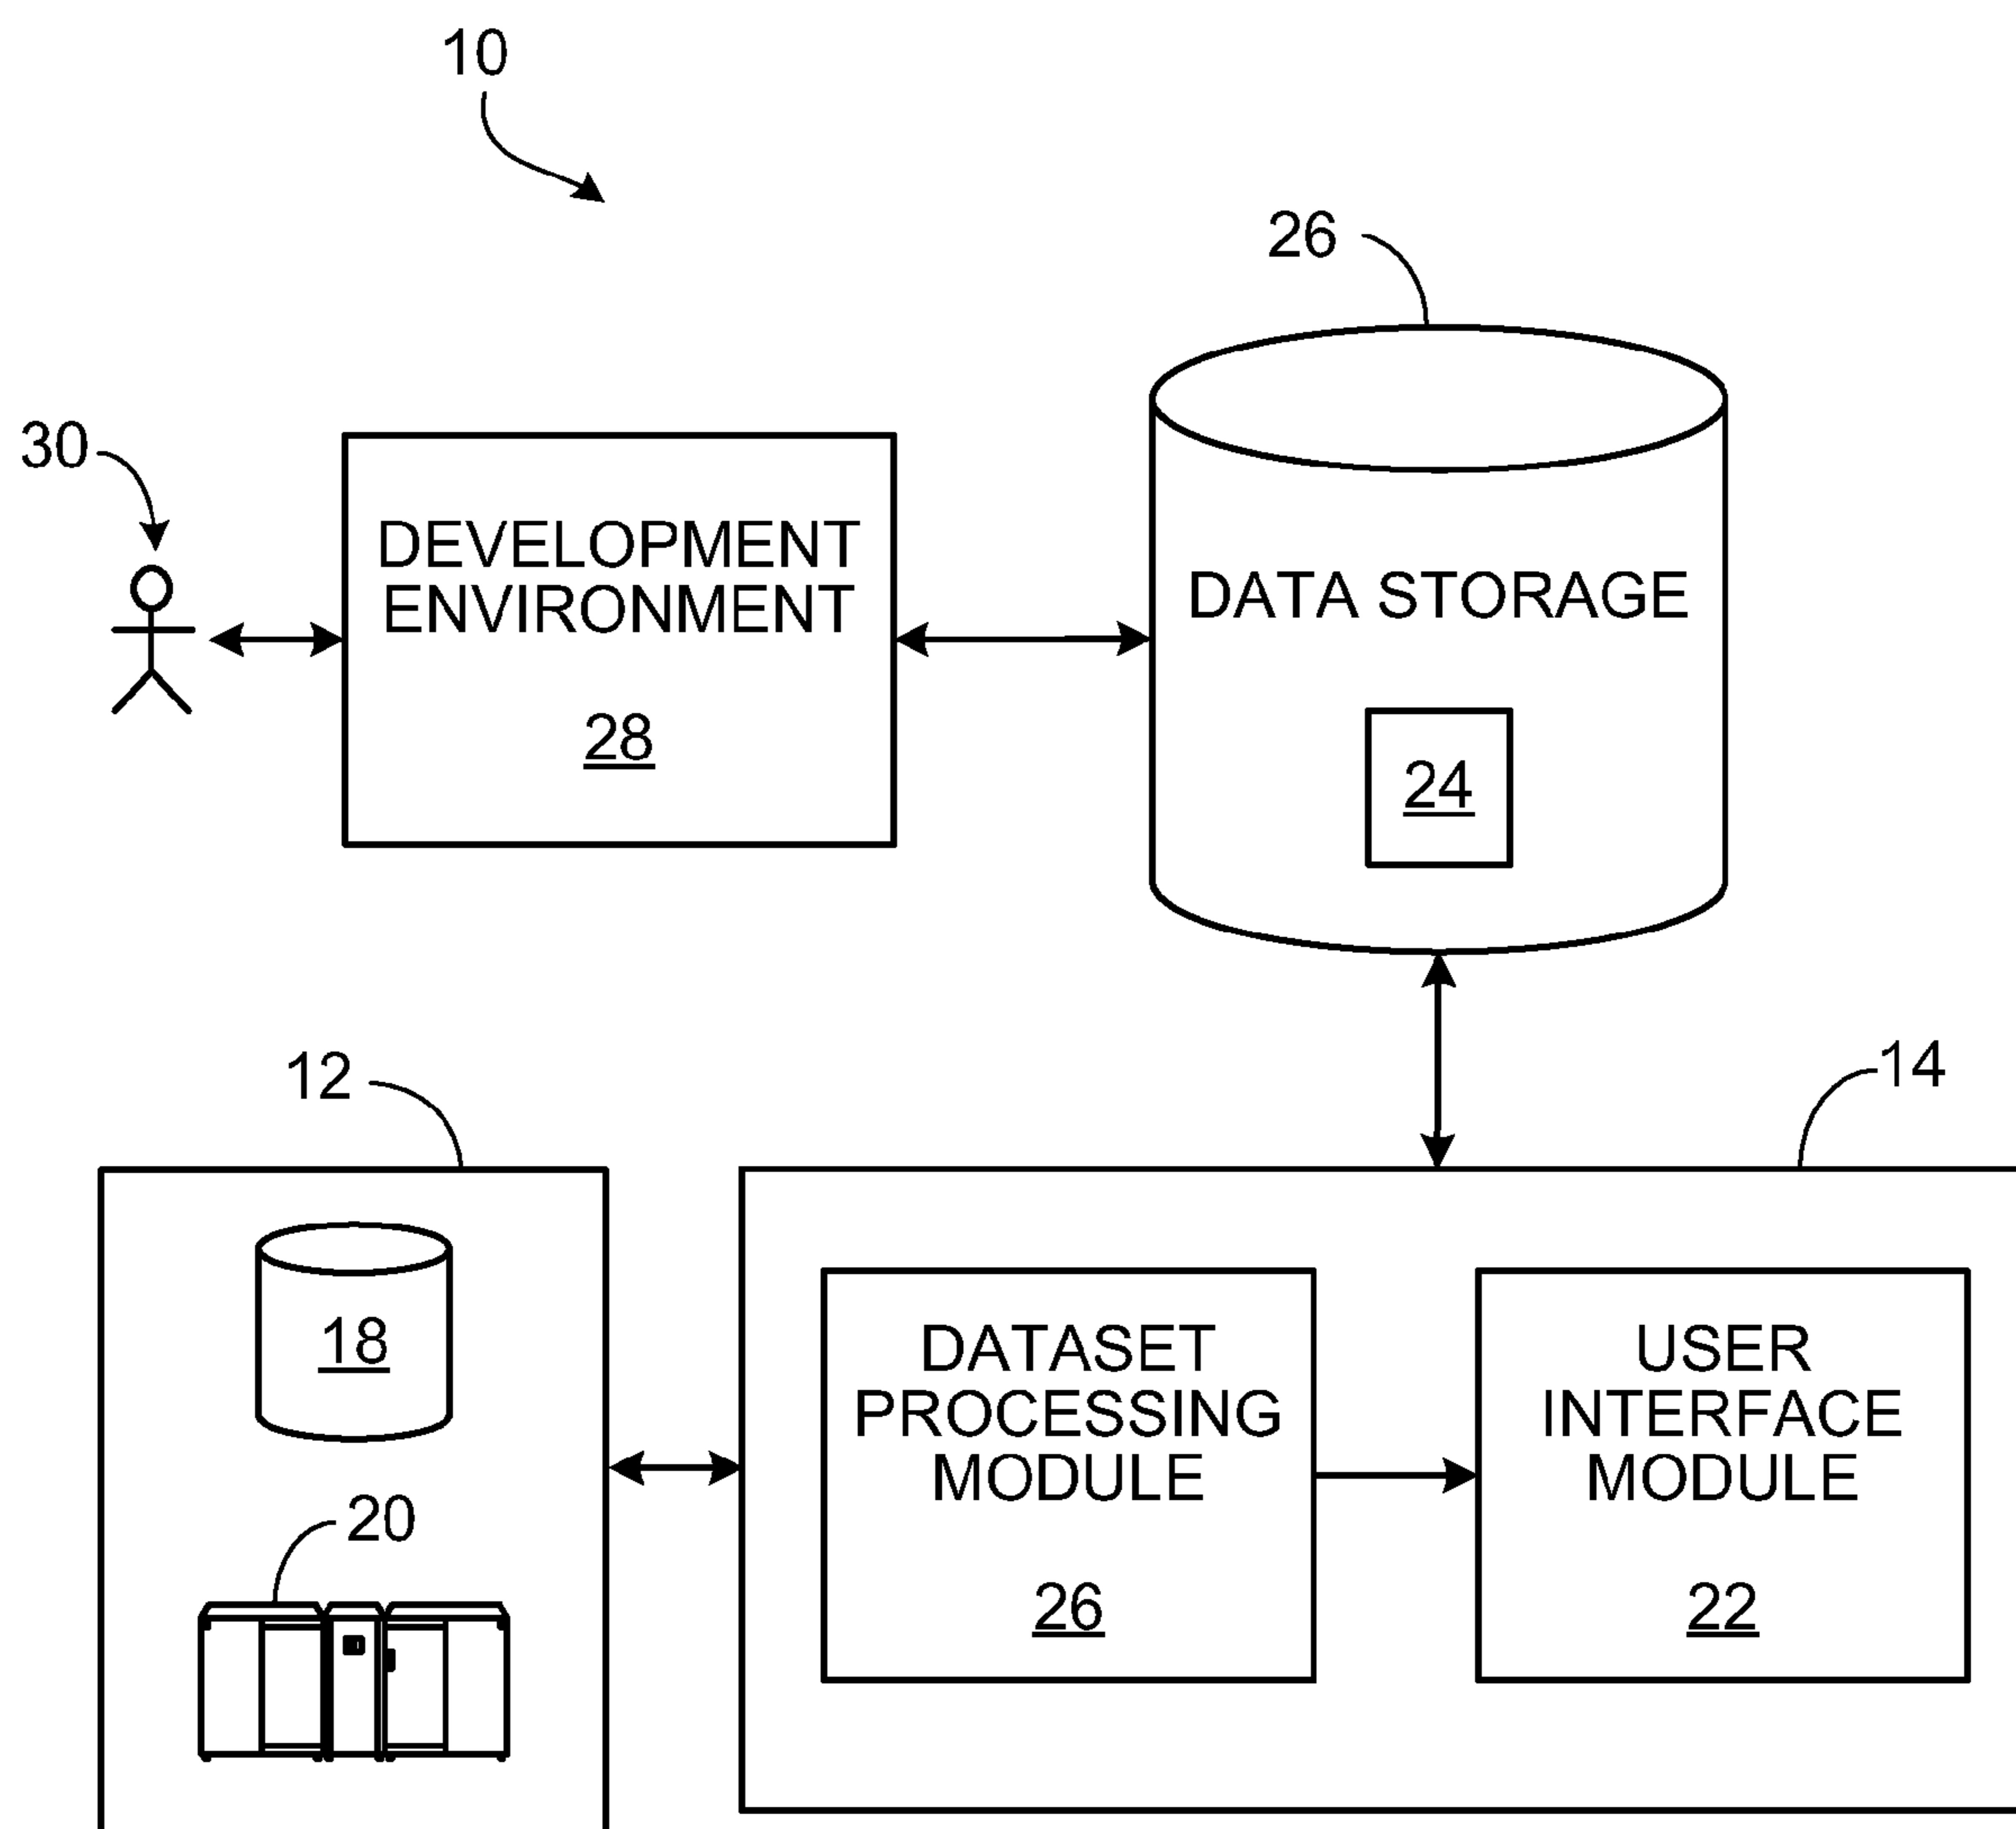 10
26
30
DEVELOPMENT
ENVIRONMENT
28
DATA STORAGE
24
12
14
18
20
DATASET
PROCESSING
MODULE
26
USER
INTERFACE
MODULE
22